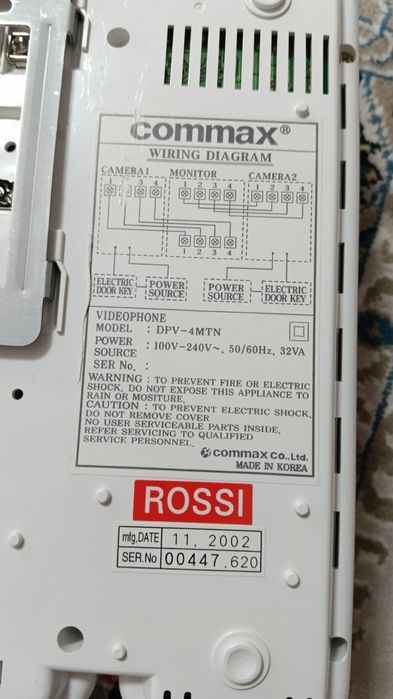 commax®
WIRING DIAGRAM
CAMERA1 MONITOR CAMERA2
1 2 3 4 1 2 3 4 1 2 3 4
1 2 3 4
ELECTRIC DOOR KEY POWER SOURCE POWER SOURCE ELECTRIC DOOR KEY
VIDEOPHONE
MODEL : DPV-4MTN
POWER SOURCE : 100V-240V~, 50/60Hz, 32VA
SER No. :
WARNING : TO PREVENT FIRE OR ELECTRIC
SHOCK, DO NOT EXPOSE THIS APPLIANCE TO
RAIN OR MOSITURE.
CAUTION : TO PREVENT ELECTRIC SHOCK,
DO NOT REMOVE COVER
NO USER SERVICEABLE PARTS INSIDE.
REFER SERVICING TO QUALIFIED
SERVICE PERSONNEL.
commax Co.,Ltd.
MADE IN KOREA
ROSSI
mfg,DATE 11. 2002
SER.No 00447.620